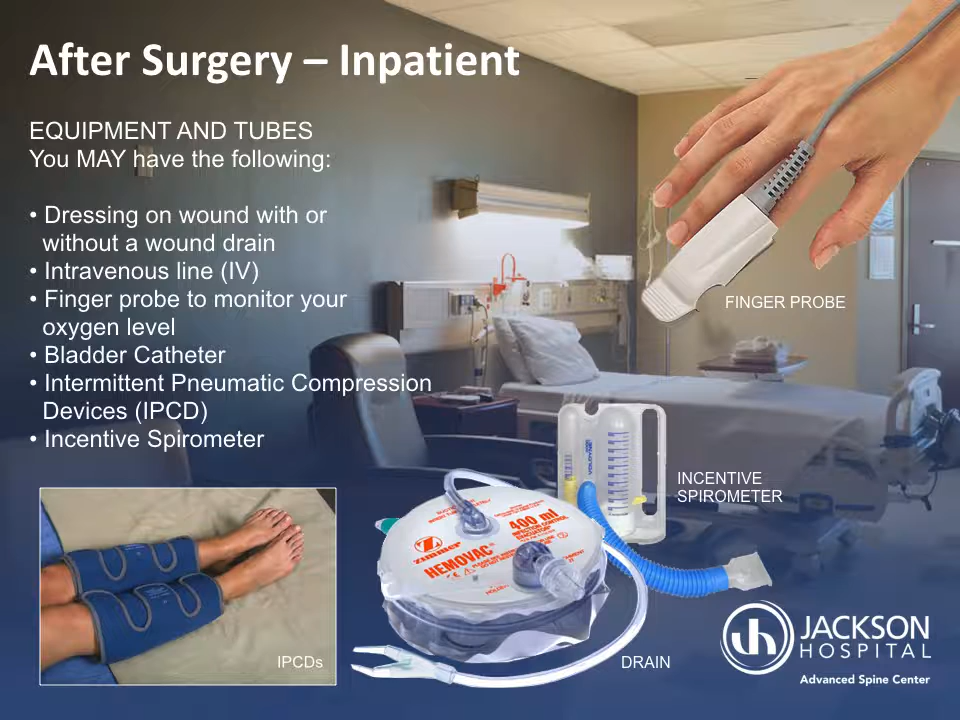 After Surgery – Inpatient
EQUIPMENT AND TUBES
You MAY have the following:
• Dressing on wound with or
without a wound drain
• Intravenous line (IV)
• Finger probe to monitor your
oxygen level
• Bladder Catheter
• Intermittent Pneumatic Compression
Devices (IPCD)
• Incentive Spirometer
FINGER PROBE
INCENTIVE
SPIROMETER
VOLDYNE
400 ml
zimmer
HEMOVAC®
IPCDs
DRAIN
JACKSON
HOSPITAL
Advanced Spine Center